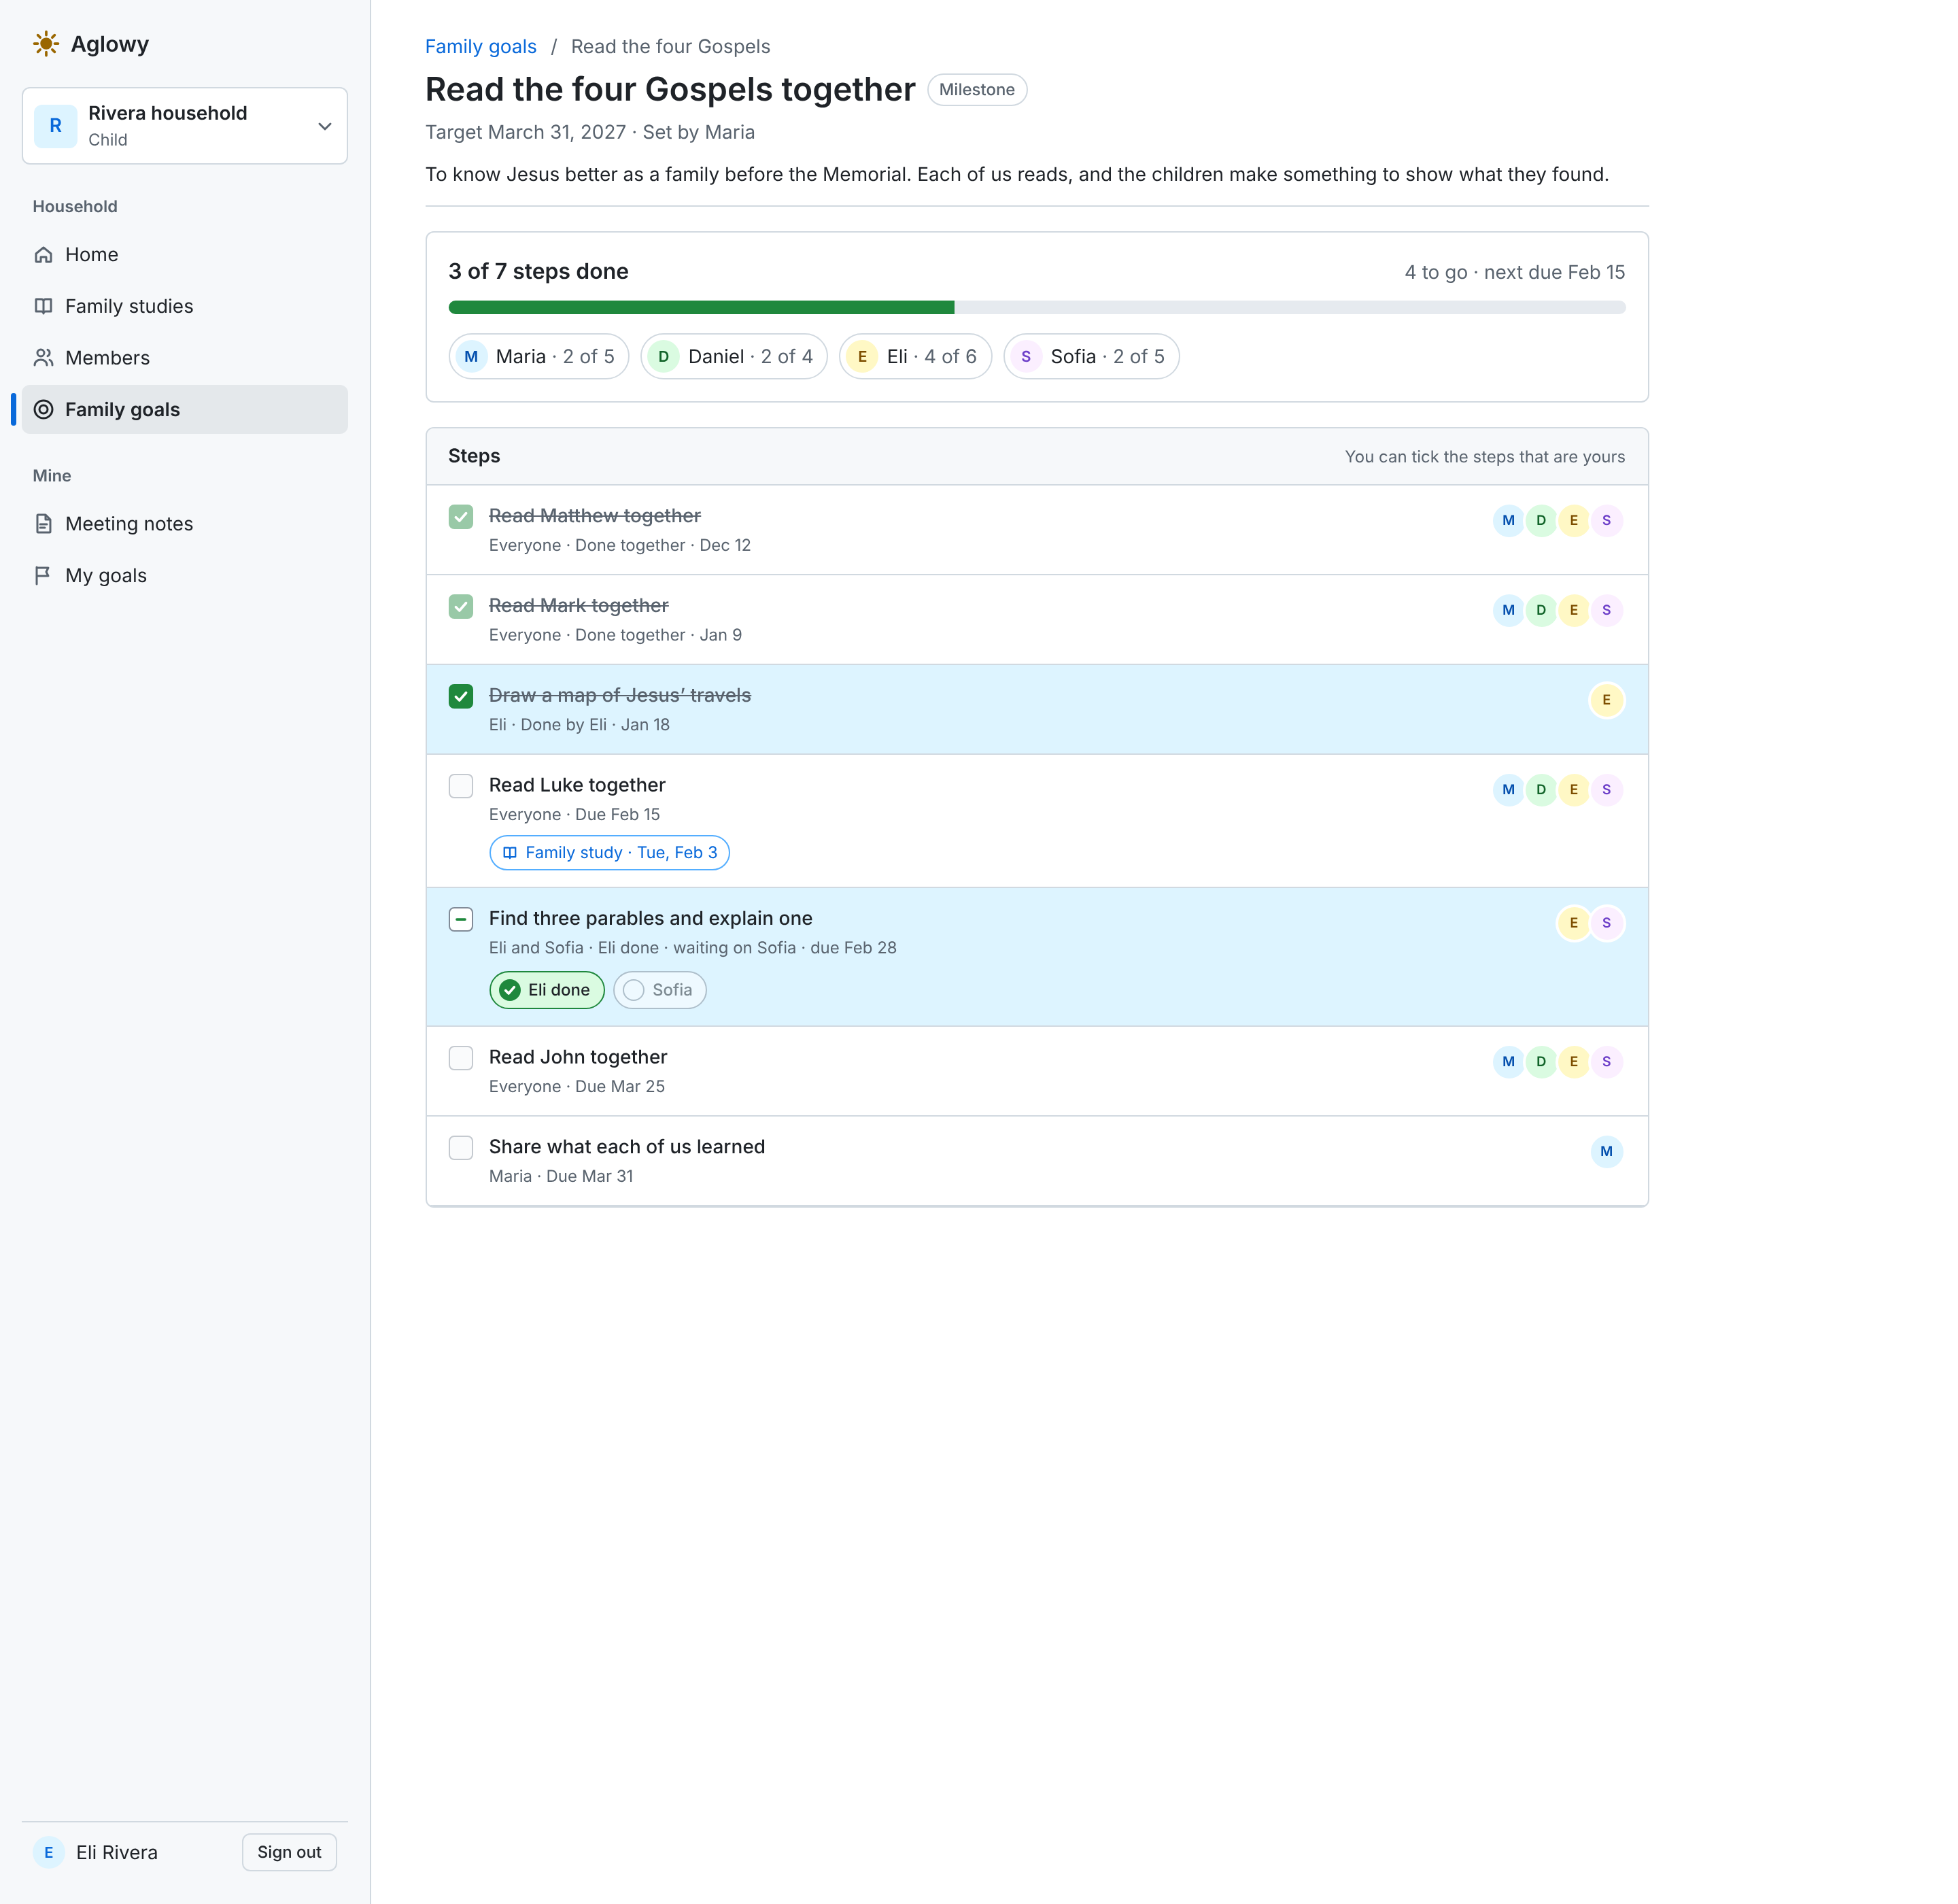 Aglowy
R
Rivera household
Child
Household
Home
Family studies
Members
Family goals
Mine
Meeting notes
My goals
E
Eli Rivera
Sign out
Family goals / Read the four Gospels
Read the four Gospels together Milestone
Target March 31, 2027 · Set by Maria
To know Jesus better as a family before the Memorial. Each of us reads, and the children make something to show what they found.
3 of 7 steps done
4 to go · next due Feb 15
M Maria · 2 of 5 D Daniel · 2 of 4 E Eli · 4 of 6 S Sofia · 2 of 5
Steps
You can tick the steps that are yours
Read Matthew together
Everyone · Done together · Dec 12
M D E S
Read Mark together
Everyone · Done together · Jan 9
M D E S
Draw a map of Jesus’ travels
Eli · Done by Eli · Jan 18
E
Read Luke together
Everyone · Due Feb 15
Family study · Tue, Feb 3
M D E S
Find three parables and explain one
Eli and Sofia · Eli done · waiting on Sofia · due Feb 28
Eli done Sofia
E S
Read John together
Everyone · Due Mar 25
M D E S
Share what each of us learned
Maria · Due Mar 31
M